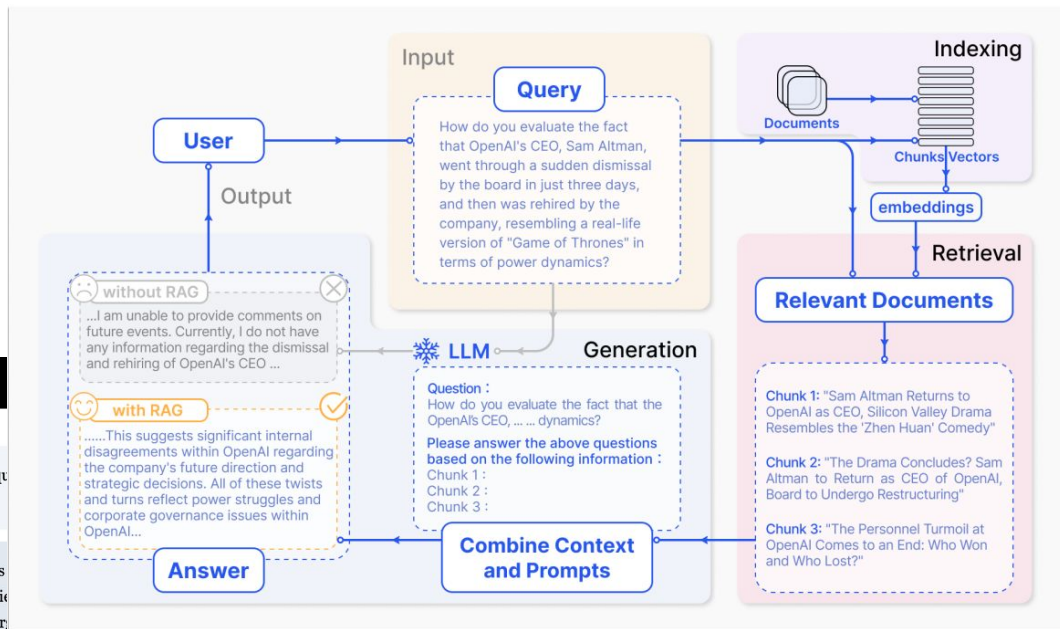 Input
Query
How do you evaluate the fact
that OpenAI's CEO, Sam Altman,
went through a sudden dismissal
by the board in just three days,
and then was rehired by the
company, resembling a real-life
version of "Game of Thrones" in
terms of power dynamics?
Indexing
Documents
Chunks Vectors
embeddings
User
Output
Retrieval
Relevant Documents
Chunk 1: "Sam Altman Returns to
OpenAI as CEO, Silicon Valley Drama
Resembles the 'Zhen Huan' Comedy"
Chunk 2: "The Drama Concludes? Sam
Altman to Return as CEO of OpenAI,
Board to Undergo Restructuring"
Chunk 3: "The Personnel Turmoil at
OpenAI Comes to an End: Who Won
and Who Lost?"
Generation
LLM
Question :
How do you evaluate the fact that the
OpenAI's CEO, ... ... dynamics?
Please answer the above questions
based on the following information :
Chunk 1 :
Chunk 2 :
Chunk 3 :
Combine Context
and Prompts
without RAG
...I am unable to provide comments on
future events. Currently, I do not have
any information regarding the dismissal
and rehiring of OpenAI's CEO ...
with RAG
......This suggests significant internal
disagreements within OpenAI regarding
the company's future direction and
strategic decisions. All of these twists
and turns reflect power struggles and
corporate governance issues within
OpenAI...
Answer